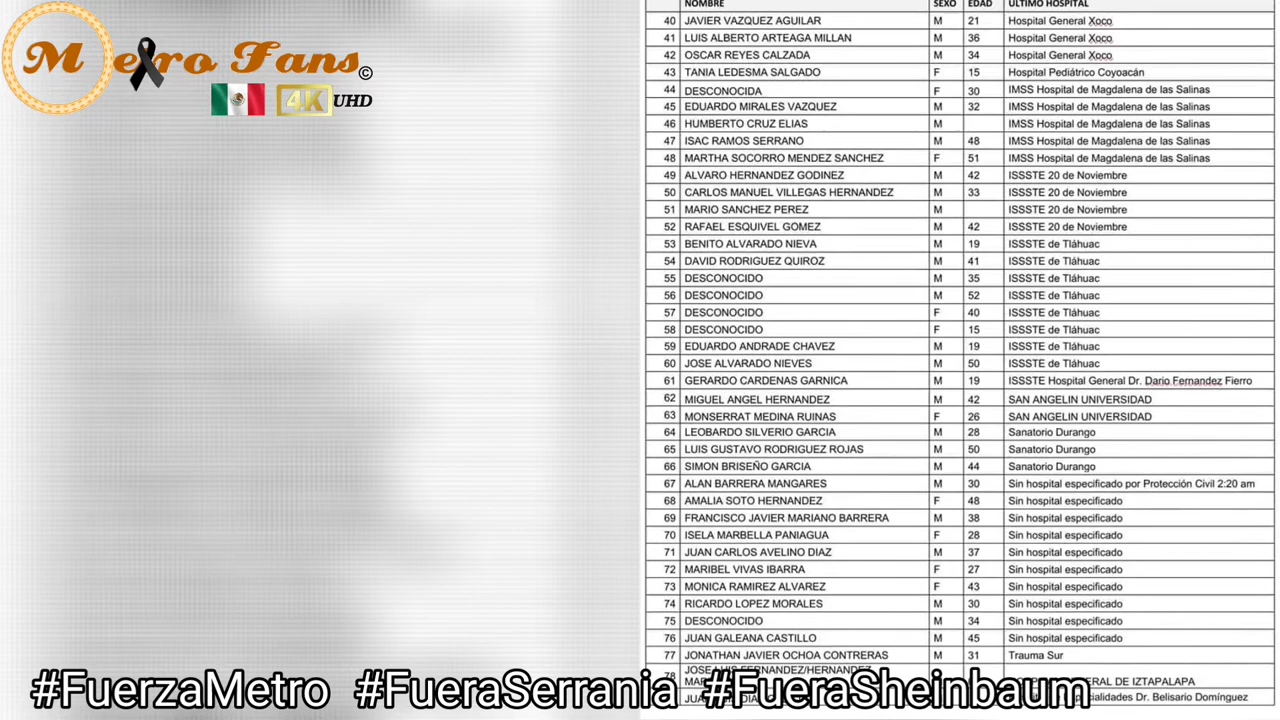 Metro Fans©
4K UHD
NOMBRE SEXO EDAD ÚLTIMO HOSPITAL
40 JAVIER VAZQUEZ AGUILAR M 21 Hospital General Xoco
41 LUIS ALBERTO ARTEAGA MILLAN M 36 Hospital General Xoco
42 OSCAR REYES CALZADA M 34 Hospital General Xoco
43 TANIA LEDESMA SALGADO F 15 Hospital Pediátrico Coyoacán
44 DESCONOCIDA F 30 IMSS Hospital de Magdalena de las Salinas
45 EDUARDO MIRALES VAZQUEZ M 32 IMSS Hospital de Magdalena de las Salinas
46 HUMBERTO CRUZ ELIAS M IMSS Hospital de Magdalena de las Salinas
47 ISAC RAMOS SERRANO M 48 IMSS Hospital de Magdalena de las Salinas
48 MARTHA SOCORRO MENDEZ SANCHEZ F 51 IMSS Hospital de Magdalena de las Salinas
49 ALVARO HERNANDEZ GODINEZ M 42 ISSSTE 20 de Noviembre
50 CARLOS MANUEL VILLEGAS HERNANDEZ M 33 ISSSTE 20 de Noviembre
51 MARIO SANCHEZ PEREZ M ISSSTE 20 de Noviembre
52 RAFAEL ESQUIVEL GOMEZ M 42 ISSSTE 20 de Noviembre
53 BENITO ALVARADO NIEVA M 19 ISSSTE de Tláhuac
54 DAVID RODRIGUEZ QUIROZ M 41 ISSSTE de Tláhuac
55 DESCONOCIDO M 35 ISSSTE de Tláhuac
56 DESCONOCIDO M 52 ISSSTE de Tláhuac
57 DESCONOCIDO F 40 ISSSTE de Tláhuac
58 DESCONOCIDO F 15 ISSSTE de Tláhuac
59 EDUARDO ANDRADE CHAVEZ M 19 ISSSTE de Tláhuac
60 JOSE ALVARADO NIEVES M 50 ISSSTE de Tláhuac
61 GERARDO CARDENAS GARNICA M 19 ISSSTE Hospital General Dr. Dario Fernandez Fierro
62 MIGUEL ANGEL HERNANDEZ M 42 SAN ANGELIN UNIVERSIDAD
63 MONSERRAT MEDINA RUINAS F 26 SAN ANGELIN UNIVERSIDAD
64 LEOBARDO SILVERIO GARCIA M 28 Sanatorio Durango
65 LUIS GUSTAVO RODRIGUEZ ROJAS M 50 Sanatorio Durango
66 SIMON BRISEÑO GARCIA M 44 Sanatorio Durango
67 ALAN BARRERA MANGARES M 30 Sin hospital especificado por Protección Civil 2:20 am
68 AMALIA SOTO HERNANDEZ F 48 Sin hospital especificado
69 FRANCISCO JAVIER MARIANO BARRERA M 38 Sin hospital especificado
70 ISELA MARBELLA PANIAGUA F 28 Sin hospital especificado
71 JUAN CARLOS AVELINO DIAZ M 37 Sin hospital especificado
72 MARIBEL VIVAS IBARRA F 27 Sin hospital especificado
73 MONICA RAMIREZ ALVAREZ F 43 Sin hospital especificado
74 RICARDO LOPEZ MORALES M 30 Sin hospital especificado
75 DESCONOCIDO M 34 Sin hospital especificado
76 JUAN GALEANA CASTILLO M 45 Sin hospital especificado
77 JONATHAN JAVIER OCHOA CONTRERAS M 31 Trauma Sur
78 JOSE LUIS FERNANDEZ/HERNANDEZ
DE IZTAPALAPA
JUA Dr. Belisario Domínguez
#FuerzaMetro #FueraSerrania #FueraSheinbaum